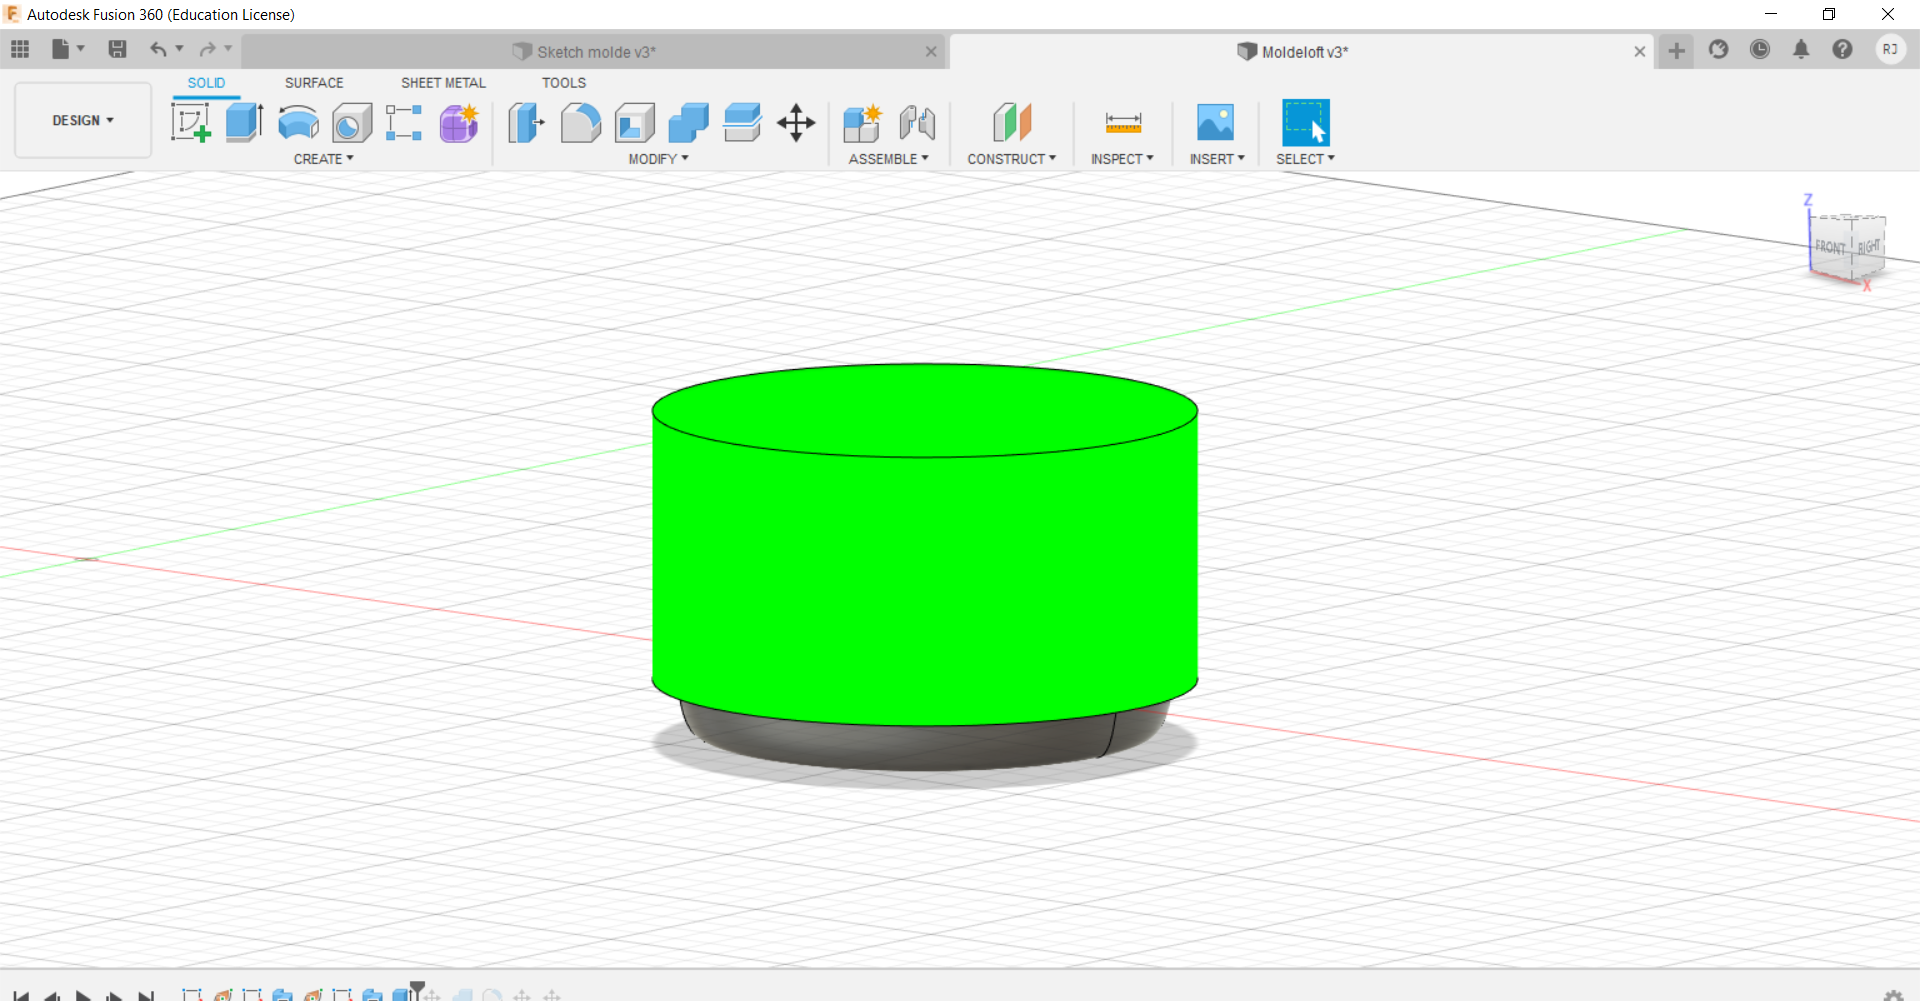 Autodesk Fusion 360 (Education License)
Sketch molde v3*
Moldeloft v3*
RJ
SOLID SURFACE SHEET METAL TOOLS
DESIGN
CREATE MODIFY ASSEMBLE CONSTRUCT INSPECT INSERT SELECT
Z
FRONT RIGHT
X